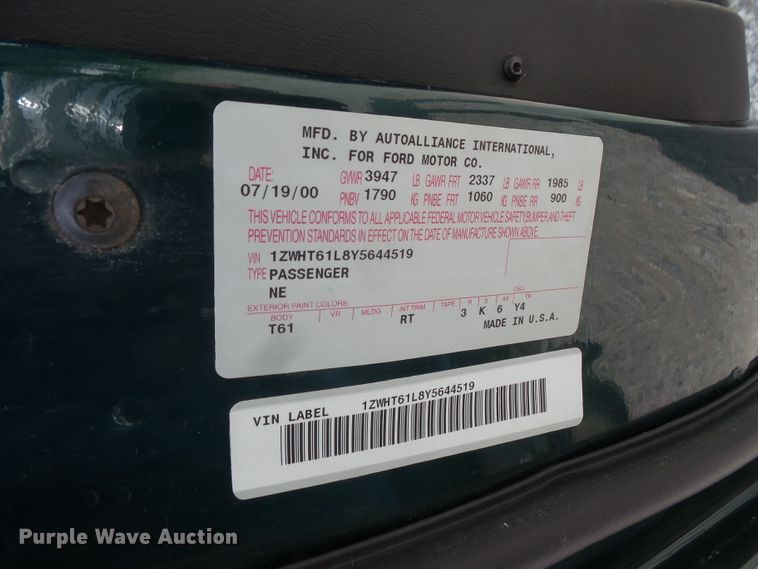 MFD. BY AUTOALLIANCE INTERNATIONAL,
INC. FOR FORD MOTOR CO.
DATE: GVWR 3947 LB GAWR FRT 2337 LB GAWR RR 1985 LB
07/19/00 PNBV 1790 KG PNBE FRT 1060 KG PNBE RR 900 KG
THIS VEHICLE CONFORMS TO ALL APPLICABLE FEDERAL MOTOR VEHICLE SAFETY,BUMPER,AND THEFT
PREVENTION STANDARDS IN EFFECT ON THE DATE OF MANUFACTURE SHOWN ABOVE.
VIN 1ZWHT61L8Y5644519
TYPE PASSENGER
NE
EXTERIOR PAINT COLORS DSO
BODY VR MLDG INT TRIM TAPE R S AX TR
T61 RT 3 K 6 Y4
MADE IN U.S.A.
VIN LABEL 1ZWHT61L8Y5644519
Purple Wave Auction®